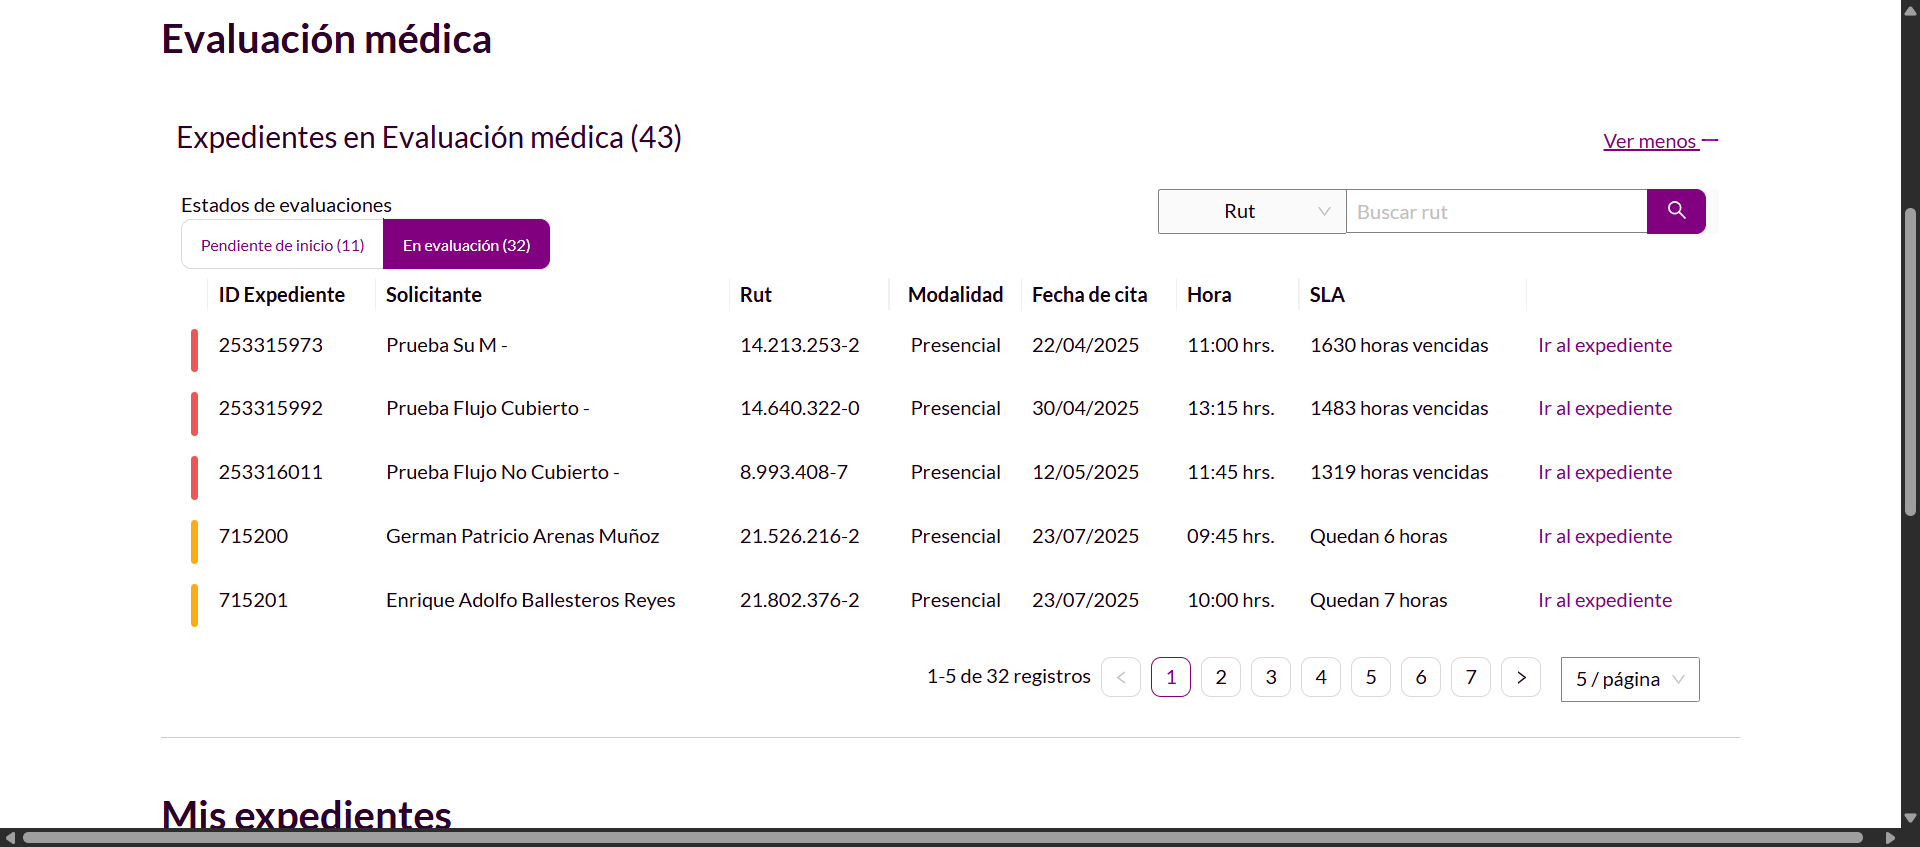 Evaluación médica
Expedientes en Evaluación médica (43)
Ver menos
Estados de evaluaciones
Pendiente de inicio (11) En evaluación (32)
Rut Buscar rut
ID Expediente Solicitante Rut Modalidad Fecha de cita Hora SLA
253315973 Prueba Su M - 14.213.253-2 Presencial 22/04/2025 11:00 hrs. 1630 horas vencidas Ir al expediente
253315992 Prueba Flujo Cubierto - 14.640.322-0 Presencial 30/04/2025 13:15 hrs. 1483 horas vencidas Ir al expediente
253316011 Prueba Flujo No Cubierto - 8.993.408-7 Presencial 12/05/2025 11:45 hrs. 1319 horas vencidas Ir al expediente
715200 German Patricio Arenas Muñoz 21.526.216-2 Presencial 23/07/2025 09:45 hrs. Quedan 6 horas Ir al expediente
715201 Enrique Adolfo Ballesteros Reyes 21.802.376-2 Presencial 23/07/2025 10:00 hrs. Quedan 7 horas Ir al expediente
1-5 de 32 registros < 1 2 3 4 5 6 7 > 5 / página
Mis expedientes